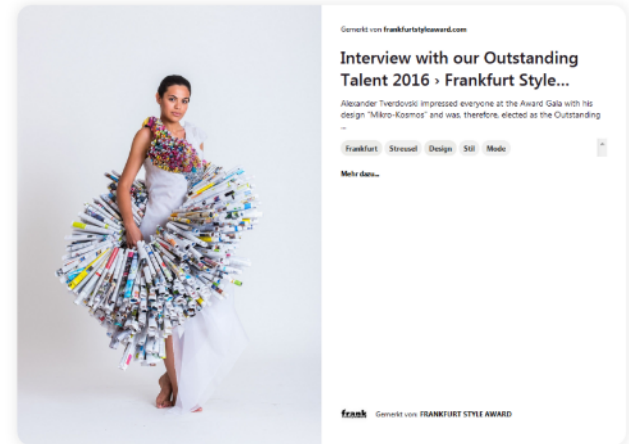 Gemerkt von frankfurtstyleaward.com
Interview with our Outstanding
Talent 2016 › Frankfurt Style...
Alexander Tverdovski impressed everyone at the Award Gala with his
design "Mikro-Kosmos" and was, therefore, elected as the Outstanding
...
Frankfurt Stressel Design Stil Mode
Mehr dazu...
frank Gemerkt von: FRANKFURT STYLE AWARD